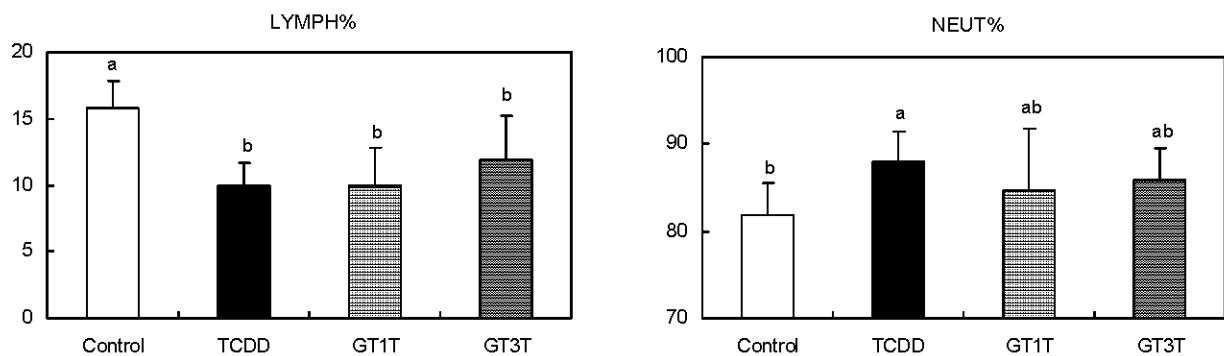 LYMPH%
20
15
10
5
0
a
b
b
b
Control TCDD GT1T GT3T
NEUT%
100
90
80
70
b
a
ab
ab
Control TCDD GT1T GT3T